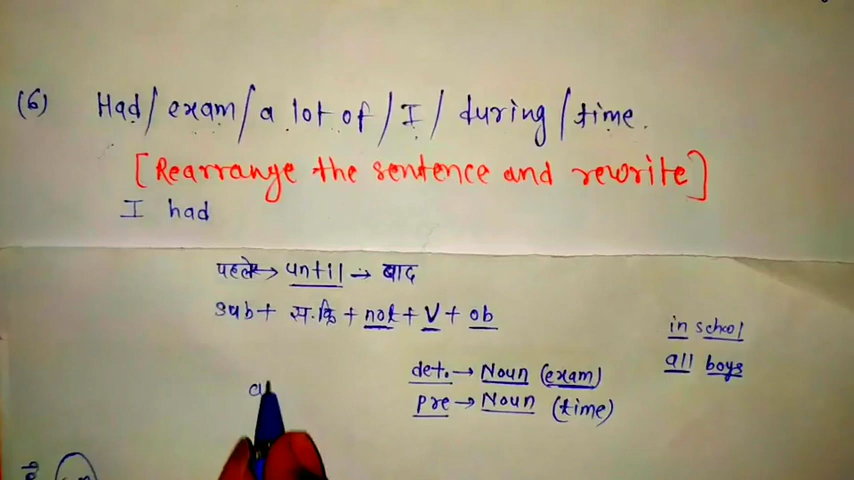 (6) Had/exam/a lot of/I/during/time.
[Rearrange the sentence and rewrite]
I had
पहले→ until → बाद
sub+ स.क्रि + not + V + ob
in school
all boys
det. → Noun (exam)
pre → Noun (time)
a